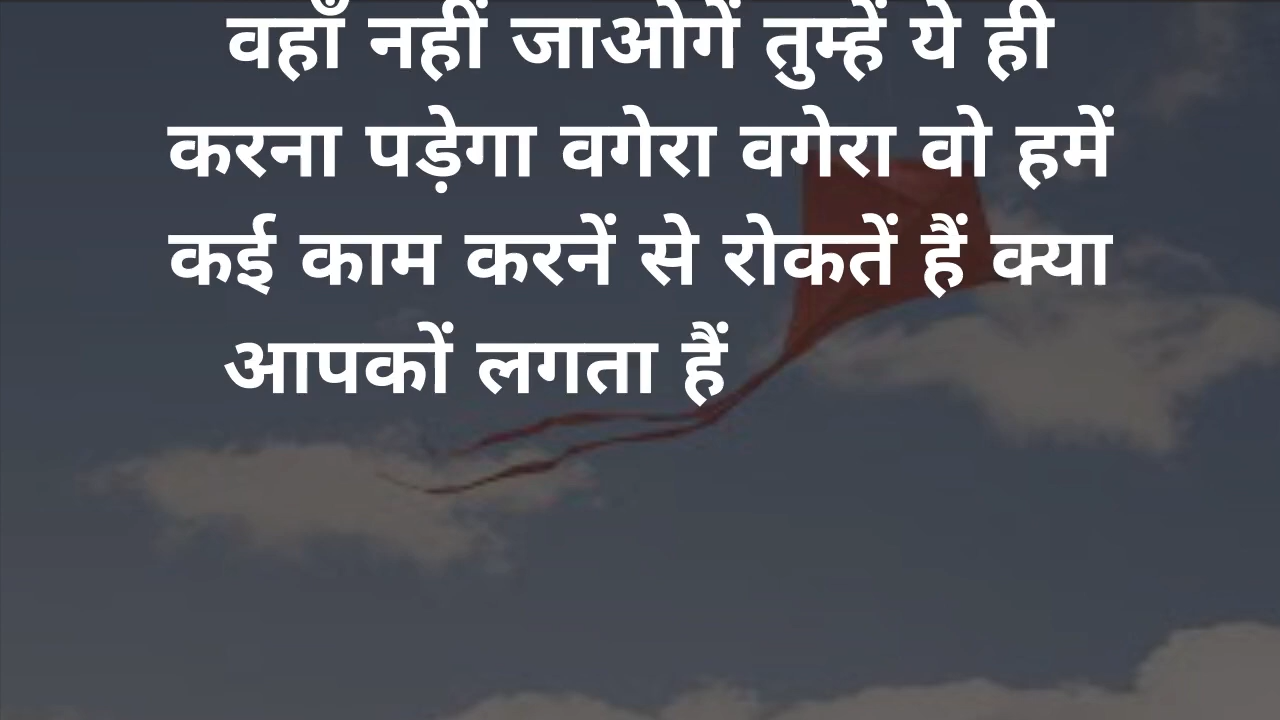 वहाँ नहीं जाओगें तुम्हें ये ही
करना पड़ेगा वगेरा वगेरा वो हमें
कई काम करनें से रोकतें हैं क्या
आपकों लगता हैं